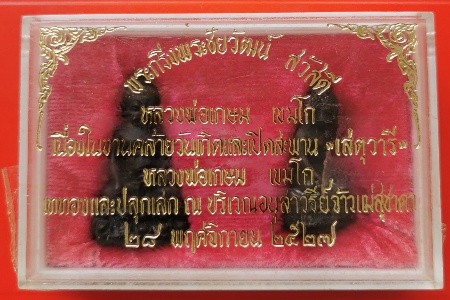 พระกริ่งพระชัยวัฒน์ สวัสดี
หลวงพ่อเกษม เขมโก
เนื่องในงานคล้ายวันเกิดและเปิดสะพาน "เสตุวารี"
หลวงพ่อเกษม เขมโก
เททองและปลุกเสก ณ บริเวณอนุสาวรีย์เจ้าแม่สุชาดา
๒๘ พฤศจิกายน ๒๕๒๗